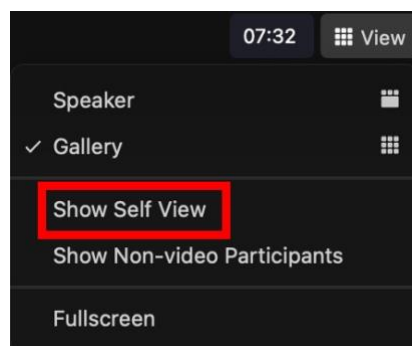 07:32 View
Speaker
Gallery
Show Self View
Show Non-video Participants
Fullscreen